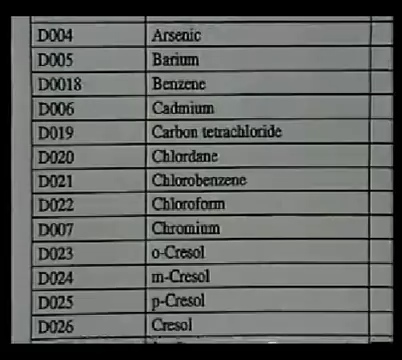 D004 Arsenic
D005 Barium
D0018 Benzene
D006 Cadmium
D019 Carbon tetrachloride
D020 Chlordane
D021 Chlorobenzene
D022 Chloroform
D007 Chromium
D023 o-Cresol
D024 m-Cresol
D025 p-Cresol
D026 Cresol